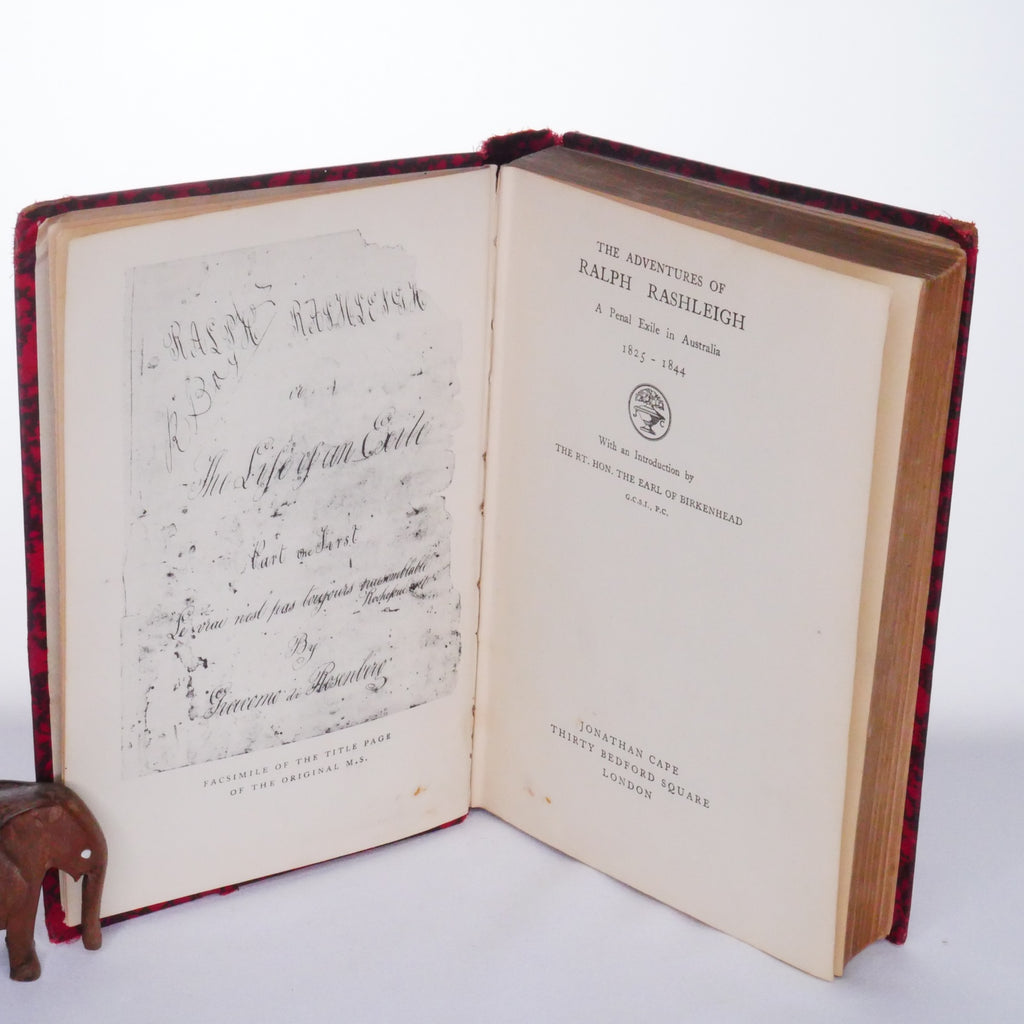 RALPH RASHLEIGH
or
The Life of an Exile
Part the First
Le vrai n'est pas toujours vraisemblable
By
Giacomo di Rosenberg
FACSIMILE OF THE TITLE PAGE
OF THE ORIGINAL M.S.
THE ADVENTURES OF
RALPH RASHLEIGH
A Penal Exile in Australia
1825 - 1844
With an Introduction by
THE RT. HON. THE EARL OF BIRKENHEAD
G.C.S.I., P.C.
JONATHAN CAPE
THIRTY BEDFORD SQUARE
LONDON